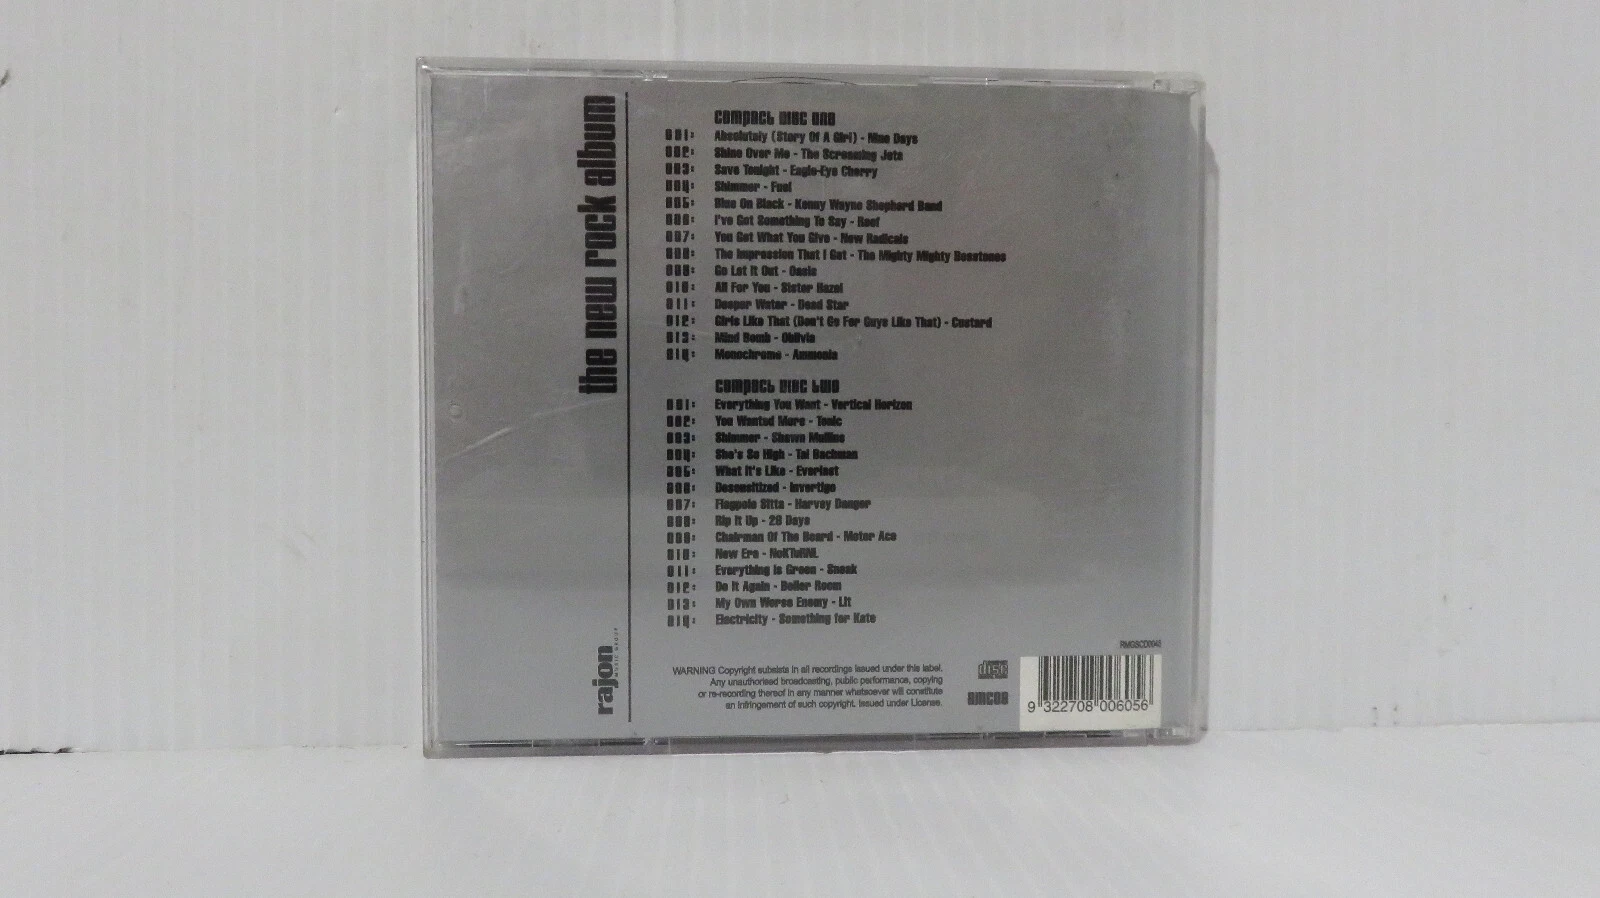 the new rock album
compact disc one
001: Absolutely (Story Of A Girl) - Nine Days
002: Shine Over Me - The Screaming Jets
003: Save Tonight - Eagle-Eye Cherry
004: Shimmer - Fuel
005: Blue On Black - Kenny Wayne Shepherd Band
006: I've Got Something To Say - Reef
007: You Get What You Give - New Radicals
008: The Impression That I Get - The Mighty Mighty Bosstones
009: Go Let It Out - Oasis
010: All For You - Sister Hazel
011: Deeper Water - Dead Star
012: Girls Like That (Don't Go For Guys Like That) - Custard
013: Mind Bomb - Oblivia
014: Monochrome - Ammonia
compact disc two
001: Everything You Want - Vertical Horizon
002: You Wanted More - Tonic
003: Shimmer - Shawn Mullins
004: She's So High - Tal Bachman
005: What It's Like - Everlast
006: Desensitized - Invertigo
007: Flagpole Sitta - Harvey Danger
008: Rip It Up - 28 Days
009: Chairman Of The Board - Motor Ace
010: New Era - NoKTuRNL
011: Everything Is Green - Sneak
012: Do It Again - Boiler Room
013: My Own Worse Enemy - Lit
014: Electricity - Something for Kate
rajon
MUSIC GROUP
WARNING Copyright subsists in all recordings issued under this label.
Any unauthorised broadcasting, public performance, copying
or re-recording thereof in any manner whatsoever will constitute
an infringement of such copyright. Issued under License.
disc
9 322708 006056